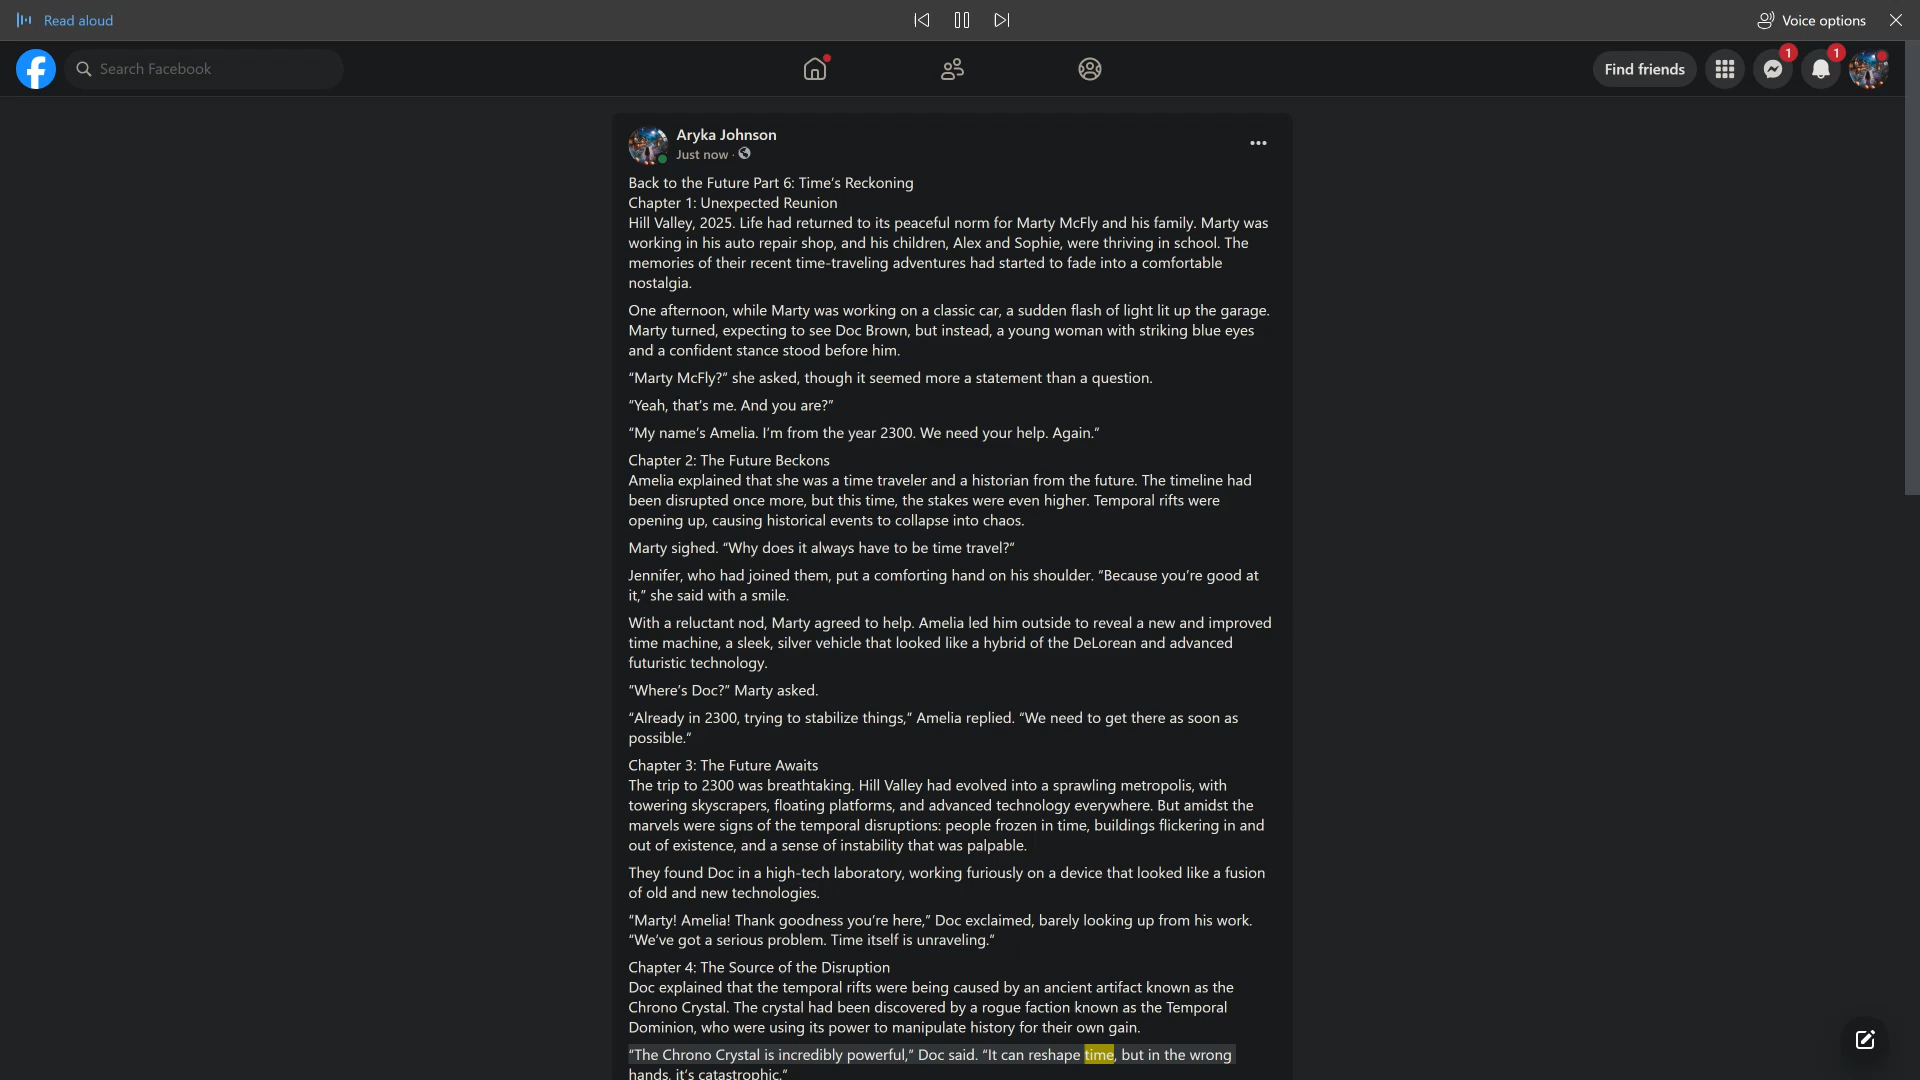 Read aloud
Voice options
Search Facebook
Find friends
1
1
Aryka Johnson
Just now ·
Back to the Future Part 6: Time’s Reckoning
Chapter 1: Unexpected Reunion
Hill Valley, 2025. Life had returned to its peaceful norm for Marty McFly and his family. Marty was
working in his auto repair shop, and his children, Alex and Sophie, were thriving in school. The
memories of their recent time-traveling adventures had started to fade into a comfortable
nostalgia.
One afternoon, while Marty was working on a classic car, a sudden flash of light lit up the garage.
Marty turned, expecting to see Doc Brown, but instead, a young woman with striking blue eyes
and a confident stance stood before him.
“Marty McFly?” she asked, though it seemed more a statement than a question.
“Yeah, that’s me. And you are?”
“My name’s Amelia. I’m from the year 2300. We need your help. Again.”
Chapter 2: The Future Beckons
Amelia explained that she was a time traveler and a historian from the future. The timeline had
been disrupted once more, but this time, the stakes were even higher. Temporal rifts were
opening up, causing historical events to collapse into chaos.
Marty sighed. “Why does it always have to be time travel?”
Jennifer, who had joined them, put a comforting hand on his shoulder. “Because you’re good at
it,” she said with a smile.
With a reluctant nod, Marty agreed to help. Amelia led him outside to reveal a new and improved
time machine, a sleek, silver vehicle that looked like a hybrid of the DeLorean and advanced
futuristic technology.
“Where’s Doc?” Marty asked.
“Already in 2300, trying to stabilize things,” Amelia replied. “We need to get there as soon as
possible.”
Chapter 3: The Future Awaits
The trip to 2300 was breathtaking. Hill Valley had evolved into a sprawling metropolis, with
towering skyscrapers, floating platforms, and advanced technology everywhere. But amidst the
marvels were signs of the temporal disruptions: people frozen in time, buildings flickering in and
out of existence, and a sense of instability that was palpable.
They found Doc in a high-tech laboratory, working furiously on a device that looked like a fusion
of old and new technologies.
“Marty! Amelia! Thank goodness you’re here,” Doc exclaimed, barely looking up from his work.
“We’ve got a serious problem. Time itself is unraveling.”
Chapter 4: The Source of the Disruption
Doc explained that the temporal rifts were being caused by an ancient artifact known as the
Chrono Crystal. The crystal had been discovered by a rogue faction known as the Temporal
Dominion, who were using its power to manipulate history for their own gain.
“The Chrono Crystal is incredibly powerful,” Doc said. “It can reshape time, but in the wrong
hands, it’s catastrophic.”